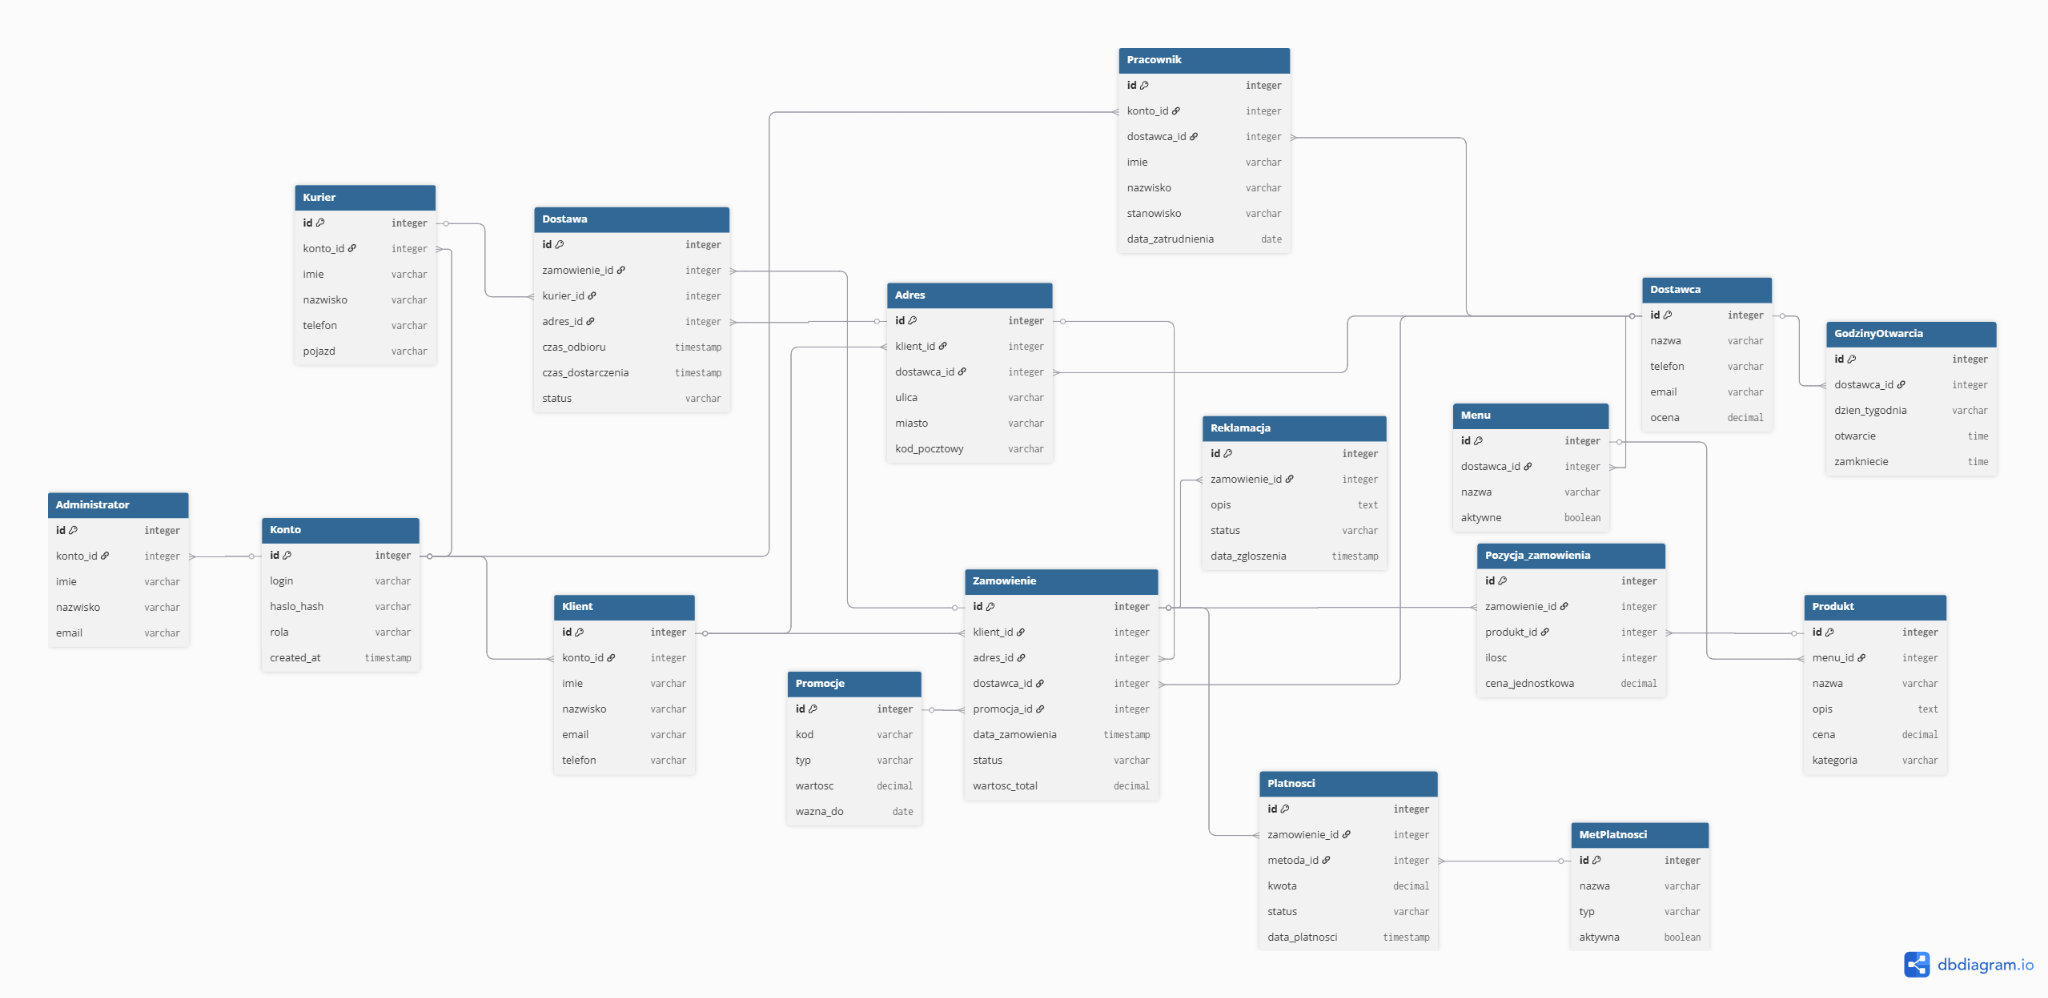 Pracownik
id integer
konto_id integer
dostawca_id integer
imie varchar
nazwisko varchar
stanowisko varchar
data_zatrudnienia date
Kurier
id integer
konto_id integer
imie varchar
nazwisko varchar
telefon varchar
pojazd varchar
Dostawa
id integer
zamowienie_id integer
kurier_id integer
adres_id integer
czas_odbioru timestamp
czas_dostarczenia timestamp
status varchar
Adres
id integer
klient_id integer
dostawca_id integer
ulica varchar
miasto varchar
kod_pocztowy varchar
Dostawca
id integer
nazwa varchar
telefon varchar
email varchar
ocena decimal
GodzinyOtwarcia
id integer
dostawca_id integer
dzien_tygodnia varchar
otwarcie time
zamkniecie time
Reklamacja
id integer
zamowienie_id integer
opis text
status varchar
data_zgloszenia timestamp
Menu
id integer
dostawca_id integer
nazwa varchar
aktywne boolean
Administrator
id integer
konto_id integer
imie varchar
nazwisko varchar
email varchar
Konto
id integer
login varchar
haslo_hash varchar
rola varchar
created_at timestamp
Klient
id integer
konto_id integer
imie varchar
nazwisko varchar
email varchar
telefon varchar
Zamowienie
id integer
klient_id integer
adres_id integer
dostawca_id integer
promocja_id integer
data_zamowienia timestamp
status varchar
wartosc_total decimal
Pozycja_zamowienia
id integer
zamowienie_id integer
produkt_id integer
ilosc integer
cena_jednostkowa decimal
Produkt
id integer
menu_id integer
nazwa varchar
opis text
cena decimal
kategoria varchar
Promocje
id integer
kod varchar
typ varchar
wartosc decimal
wazna_do date
Platnosci
id integer
zamowienie_id integer
metoda_id integer
kwota decimal
status varchar
data_platnosci timestamp
MetPlatnosci
id integer
nazwa varchar
typ varchar
aktywna boolean
dbdiagram.io